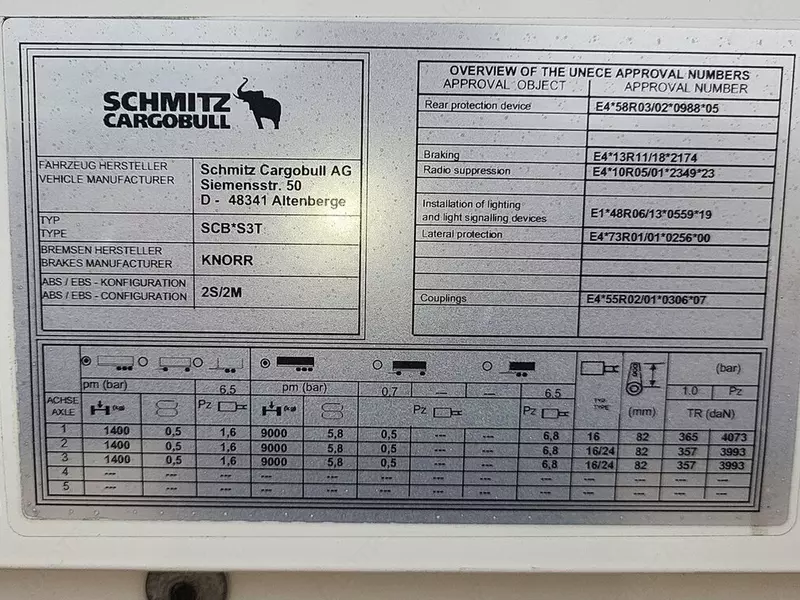 SCHMITZ
CARGOBULL
FAHRZEUG HERSTELLER
VEHICLE MANUFACTURER
Schmitz Cargobull AG
Siemensstr. 50
D - 48341 Altenberge
TYP
TYPE
SCB*S3T
BREMSEN HERSTELLER
BRAKES MANUFACTURER
KNORR
ABS / EBS - KONFIGURATION
ABS / EBS - CONFIGURATION
2S/2M
OVERVIEW OF THE UNECE APPROVAL NUMBERS
APPROVAL OBJECT APPROVAL NUMBER
Rear protection device E4*58R03/02*0988*05
Braking E4*13R11/18*2174
Radio suppression E4*10R05/01*2349*23
Installation of lighting
and light signalling devices E1*48R06/13*0559*19
Lateral protection E4*73R01/01*0256*00
Couplings E4*55R02/01*0306*07
(bar)
pm (bar) 6.5 pm (bar) 0,7 --- --- 6.5 1.0 Pz
ACHSE
AXLE
(kg) Pz (kg) Pz Pz TYP TYPE (mm) TR (daN)
1 1400 0,5 1,6 9000 5,8 0,5 --- --- 6,8 16 82 365 4073
2 1400 0,5 1,6 9000 5,8 0,5 --- --- 6,8 16/24 82 357 3993
3 1400 0,5 1,6 9000 5,8 0,5 --- --- 6,8 16/24 82 357 3993
4 --- --- --- --- --- --- --- --- --- --- --- --- ---
5 --- --- --- --- --- --- --- --- --- --- --- --- ---